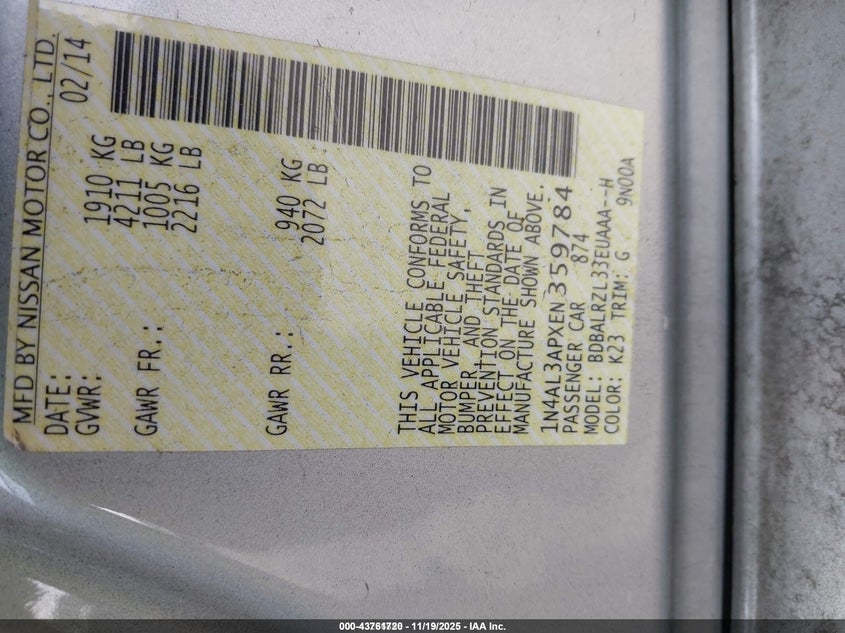 MFD BY NISSAN MOTOR CO., LTD.
DATE: 02/14
GVWR: 1910 KG
4211 LB
GAWR FR.: 1005 KG
2216 LB
GAWR RR.: 940 KG
2072 LB
THIS VEHICLE CONFORMS TO
ALL APPLICABLE FEDERAL
MOTOR VEHICLE SAFETY,
BUMPER, AND THEFT
PREVENTION STANDARDS IN
EFFECT ON THE DATE OF
MANUFACTURE SHOWN ABOVE.
1N4AL3APXEN359784
PASSENGER CAR 874
MODEL: BDBALRZL33EUAAA--H
COLOR: K23 TRIM: G 9N00A
11/19/2025 - IAA Inc.